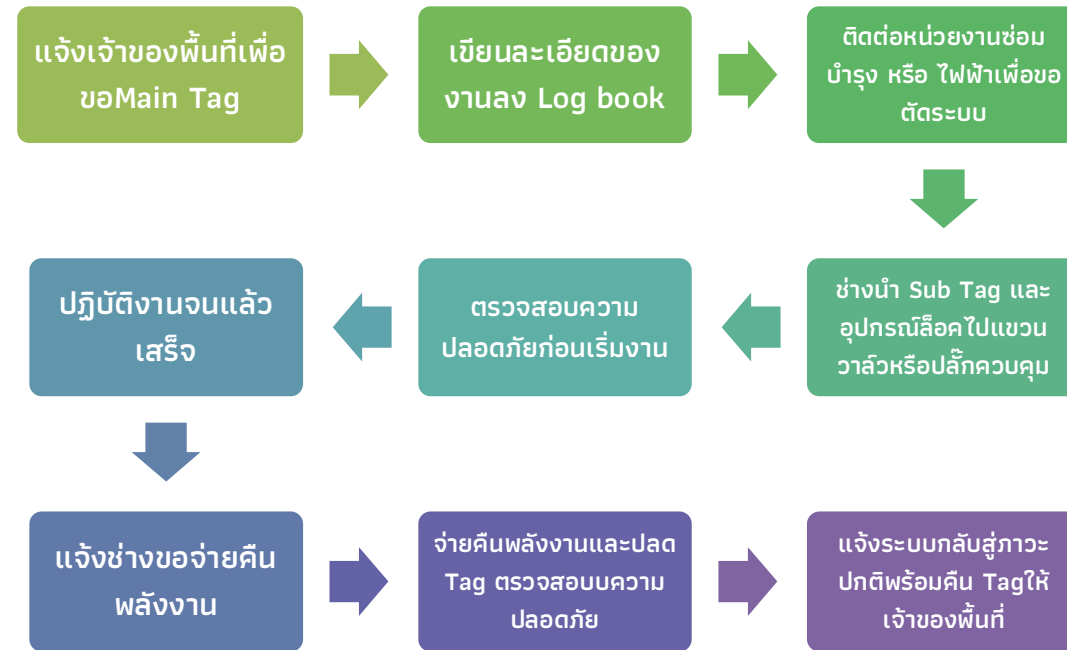 แจ้งเจ้าของพื้นที่เพื่อ
ขอMain Tag
เขียนละเอียดของ
งานลง Log book
ติดต่อหน่วยงานซ่อม
บำรุง หรือ ไฟฟ้าเพื่อขอ
ตัดระบบ
ช่างนำ Sub Tag และ
อุปกรณ์ล็อคไปแขวน
วาล์วหรือปลั๊กควบคุม
ตรวจสอบความ
ปลอดภัยก่อนเริ่มงาน
ปฏิบัติงานจนแล้ว
เสร็จ
แจ้งช่างขอจ่ายคืน
พลังงาน
จ่ายคืนพลังงานและปลด
Tag ตรวจสอบบความ
ปลอดภัย
แจ้งระบบกลับสู่ภาวะ
ปกติพร้อมคืน Tagให้
เจ้าของพื้นที่